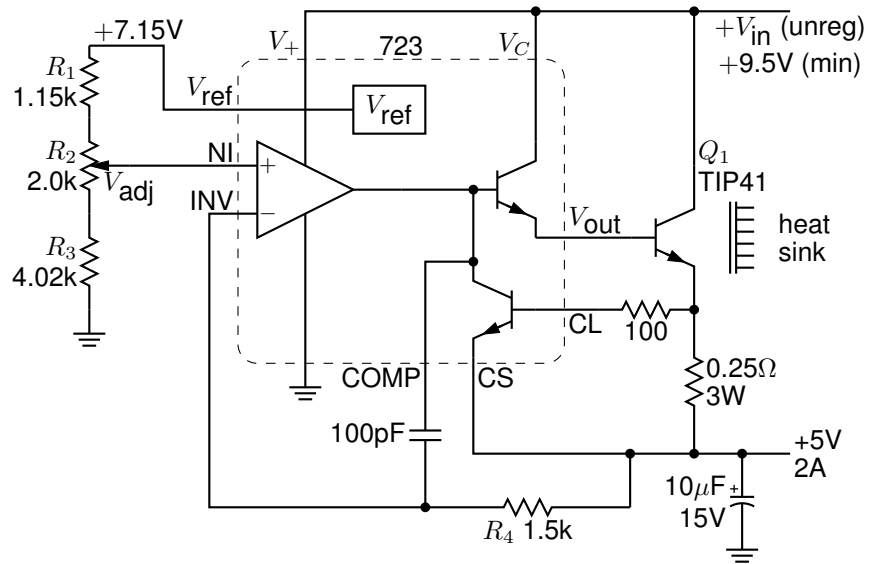 +7.15V
V+
723
VC
+Vin (unreg)
+9.5V (min)
R1
1.15k
Vref
Vref
R2
2.0k
Vadj
NI
+
INV
−
Q1
TIP41
heat
sink
Vout
R3
4.02k
CL
100
COMP
CS
0.25Ω
3W
100pF
+5V
2A
10μF
+
15V
R4 1.5k